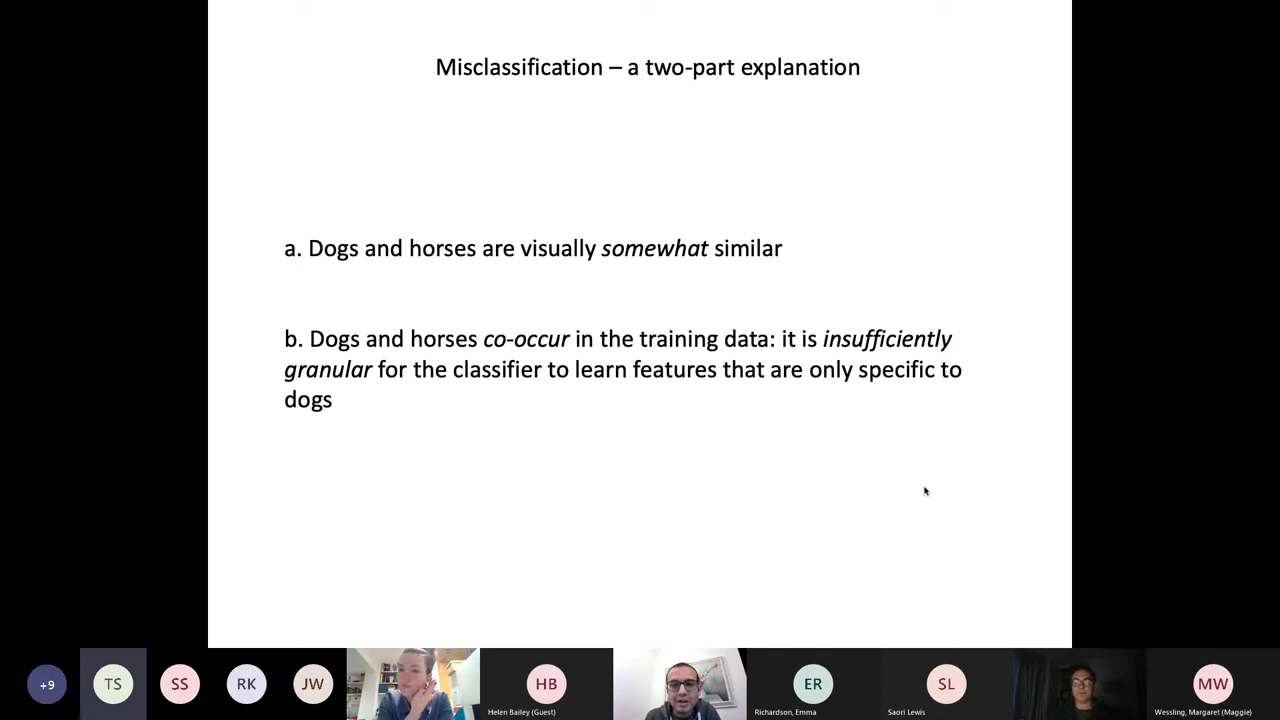 Misclassification – a two-part explanation
a. Dogs and horses are visually somewhat similar
b. Dogs and horses co-occur in the training data: it is insufficiently
granular for the classifier to learn features that are only specific to
dogs
+9
TS
SS
RK
JW
HB
ER
SL
MW
Helen Bailey (Guest)
Richardson, Emma
Saori Lewis
Wessling, Margaret (Maggie)